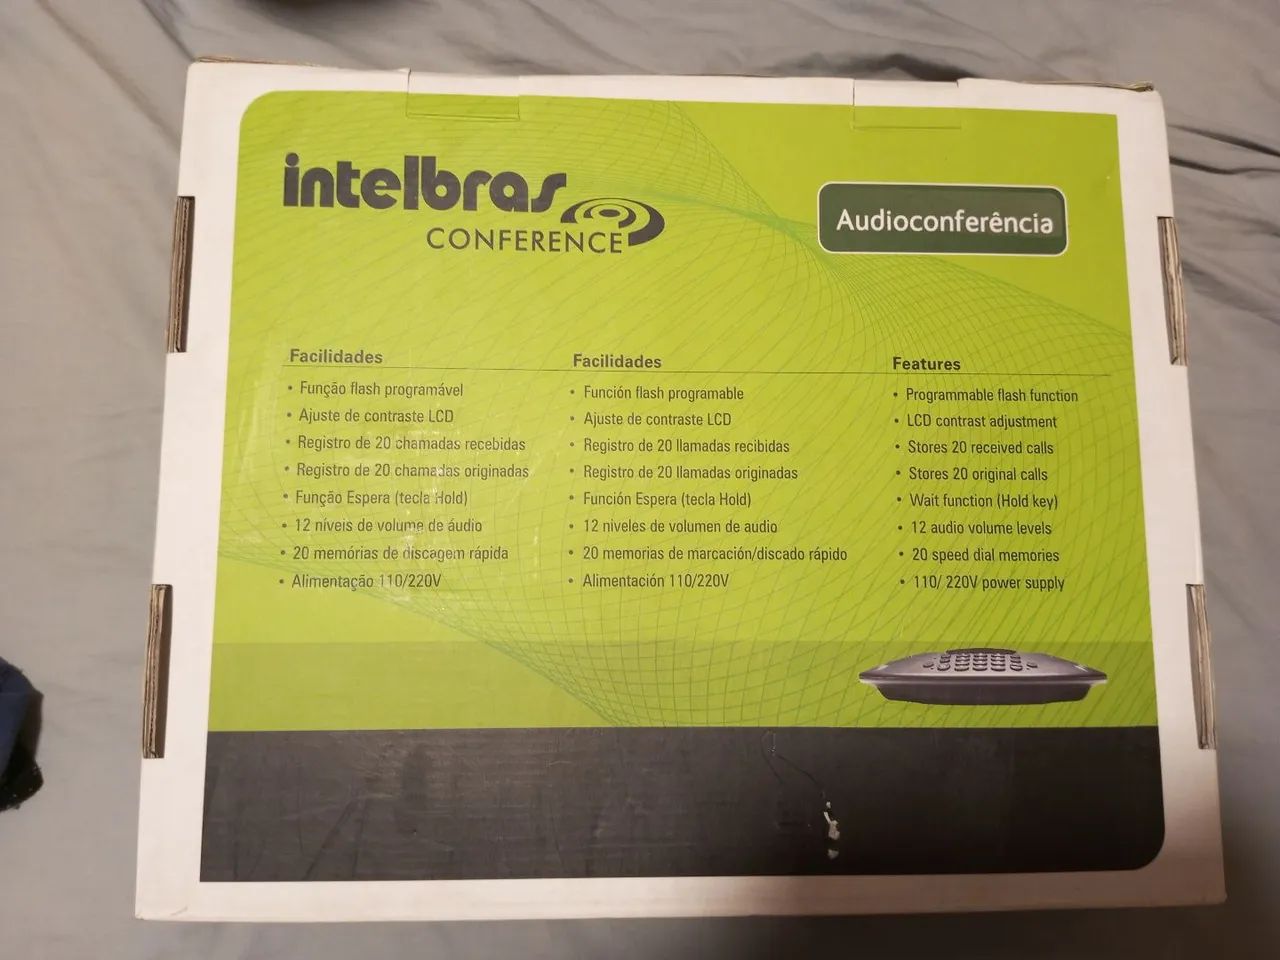 intelbras
CONFERENCE
Audioconferência
Facilidades
• Função flash programável
• Ajuste de contraste LCD
• Registro de 20 chamadas recebidas
• Registro de 20 chamadas originadas
• Função Espera (tecla Hold)
• 12 níveis de volume de áudio
• 20 memórias de discagem rápida
• Alimentação 110/220V
Facilidades
• Función flash programable
• Ajuste de contraste LCD
• Registro de 20 llamadas recibidas
• Registro de 20 llamadas originadas
• Función Espera (tecla Hold)
• 12 niveles de volumen de audio
• 20 memorias de marcación/discado rápido
• Alimentación 110/220V
Features
• Programmable flash function
• LCD contrast adjustment
• Stores 20 received calls
• Stores 20 original calls
• Wait function (Hold key)
• 12 audio volume levels
• 20 speed dial memories
• 110/ 220V power supply